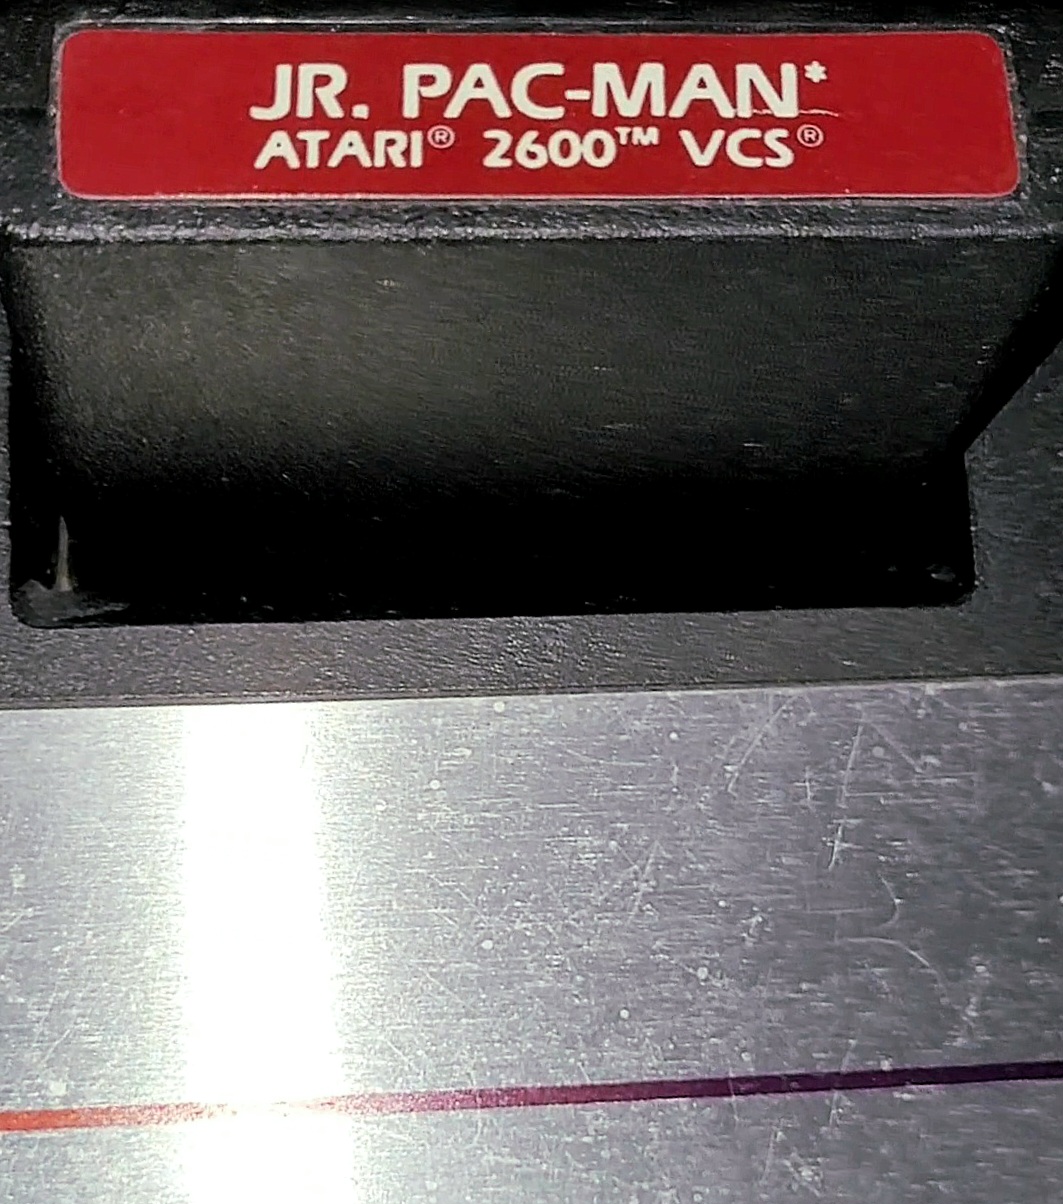 JR. PAC-MAN*
ATARI® 2600™ VCS®